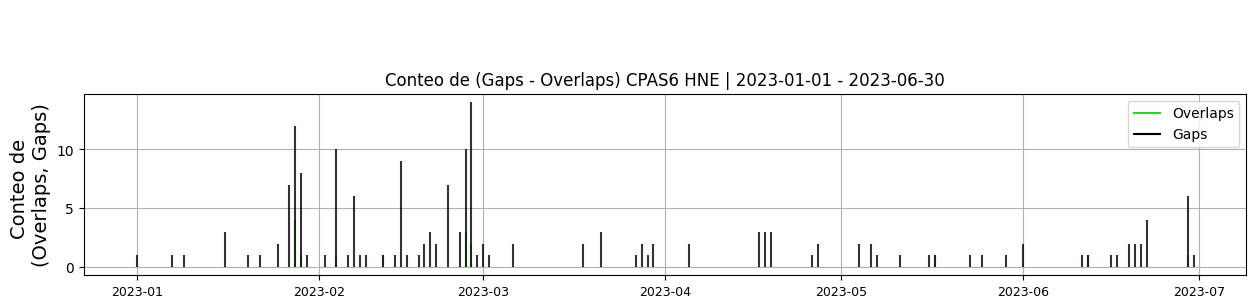 Conteo de (Gaps - Overlaps) CPAS6 HNE | 2023-01-01 - 2023-06-30
Conteo de
(Overlaps, Gaps)
10
5
0
Overlaps
Gaps
2023-01
2023-02
2023-03
2023-04
2023-05
2023-06
2023-07